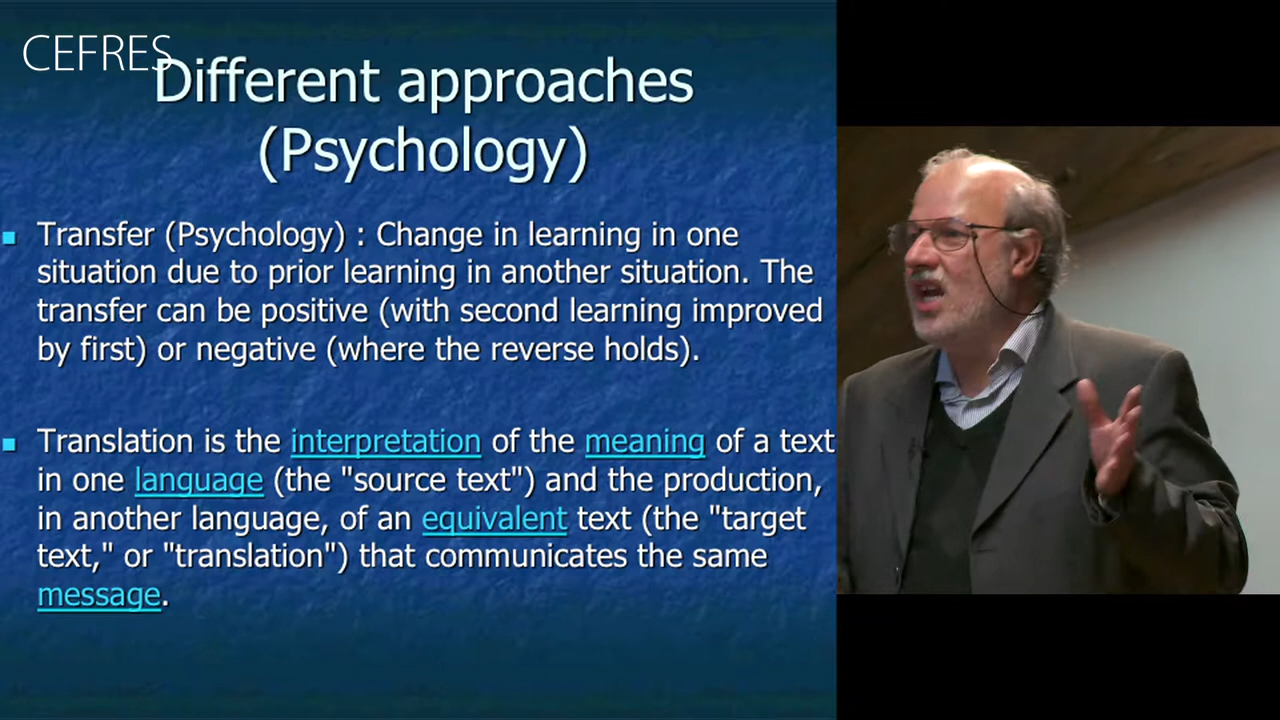 CEFRES
Different approaches
(Psychology)
Transfer (Psychology) : Change in learning in one
situation due to prior learning in another situation. The
transfer can be positive (with second learning improved
by first) or negative (where the reverse holds).
Translation is the interpretation of the meaning of a text
in one language (the "source text") and the production,
in another language, of an equivalent text (the "target
text," or "translation") that communicates the same
message.